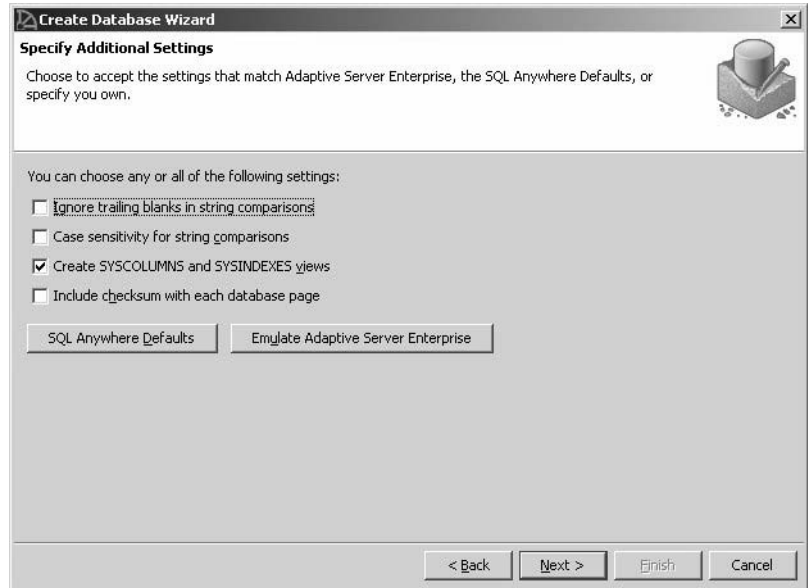 Create Database Wizard
Specify Additional Settings
Choose to accept the settings that match Adaptive Server Enterprise, the SQL Anywhere Defaults, or
specify you own.
You can choose any or all of the following settings:
Ignore trailing blanks in string comparisons
Case sensitivity for string comparisons
Create SYSCOLUMNS and SYSINDEXES views
Include checksum with each database page
SQL Anywhere Defaults
Emulate Adaptive Server Enterprise
< Back
Next >
Finish
Cancel